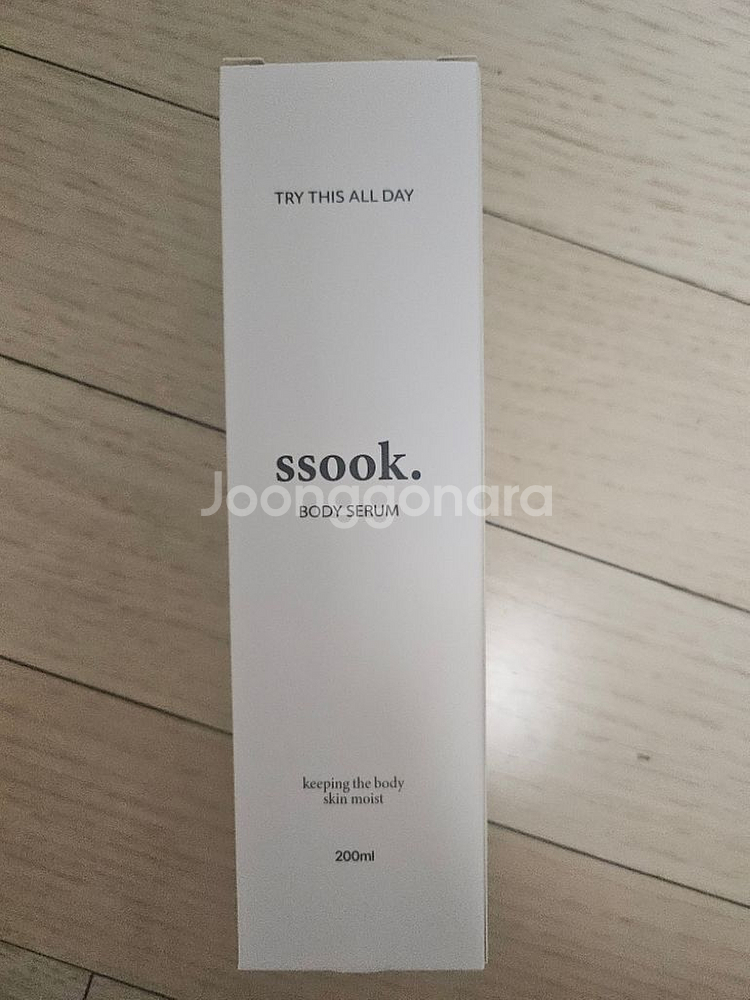 TRY THIS ALL DAY
ssook.
Joonggonara
BODY SERUM
keeping the body
skin moist
200ml